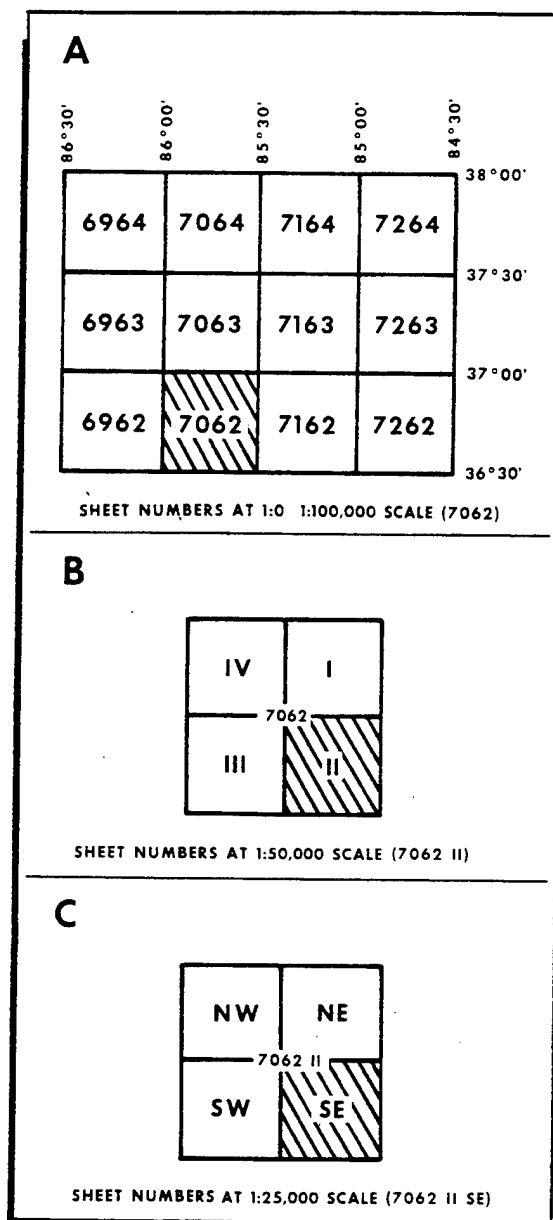 A
86°30' 86°00' 85°30' 85°00' 84°30'
38°00'
6964 7064 7164 7264
37°30'
6963 7063 7163 7263
37°00'
6962 7062 7162 7262
36°30'
SHEET NUMBERS AT 1:0 1:100,000 SCALE (7062)
B
IV I
7062
III II
SHEET NUMBERS AT 1:50,000 SCALE (7062 II)
C
NW NE
7062 II
SW SE
SHEET NUMBERS AT 1:25,000 SCALE (7062 II SE)